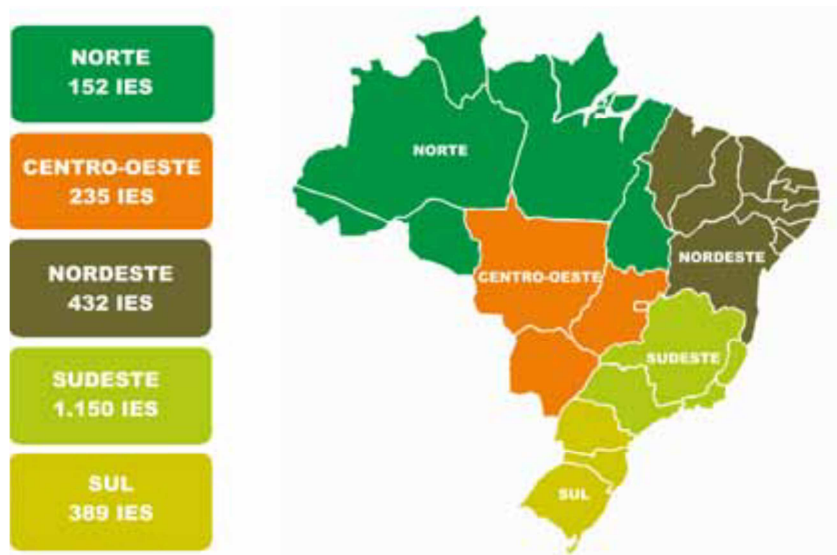 NORTE
152 IES
CENTRO-OESTE
235 IES
NORDESTE
432 IES
SUDESTE
1.150 IES
SUL
389 IES
NORTE
CENTRO-OESTE
NORDESTE
SUDESTE
SUL